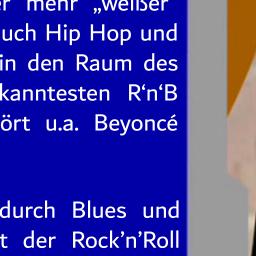 mehr „weißer
uch Hip Hop und
in den Raum des
kanntesten R‘n‘B
ört u.a. Beyoncé
durch Blues und
t der Rock’n’Roll